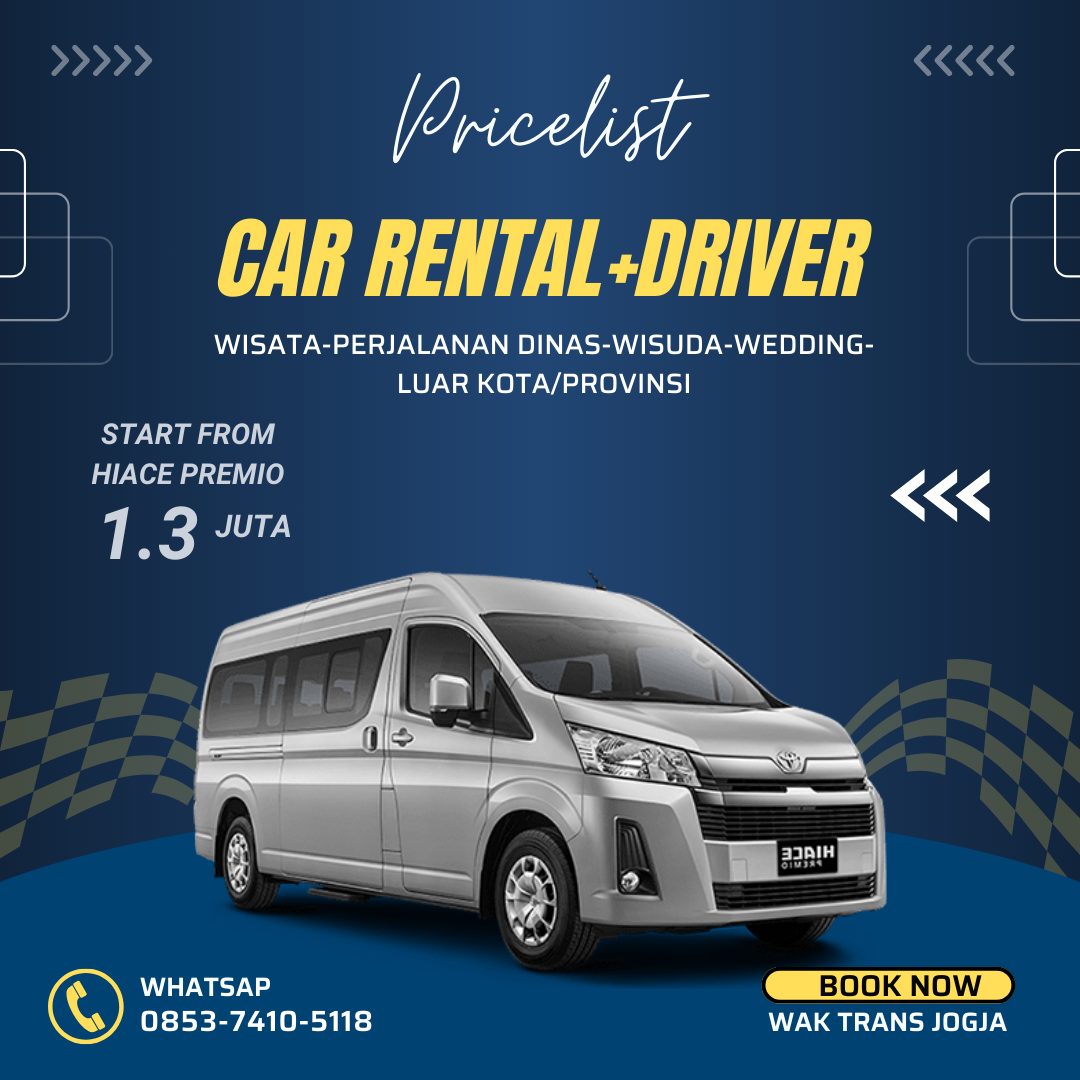 Pricelist
CAR RENTAL+DRIVER
WISATA-PERJALANAN DINAS-WISUDA-WEDDING-
LUAR KOTA/PROVINSI
START FROM
HIACE PREMIO
1.3 JUTA
HIACE
PREMIO
WHATSAP
0853-7410-5118
BOOK NOW
WAK TRANS JOGJA